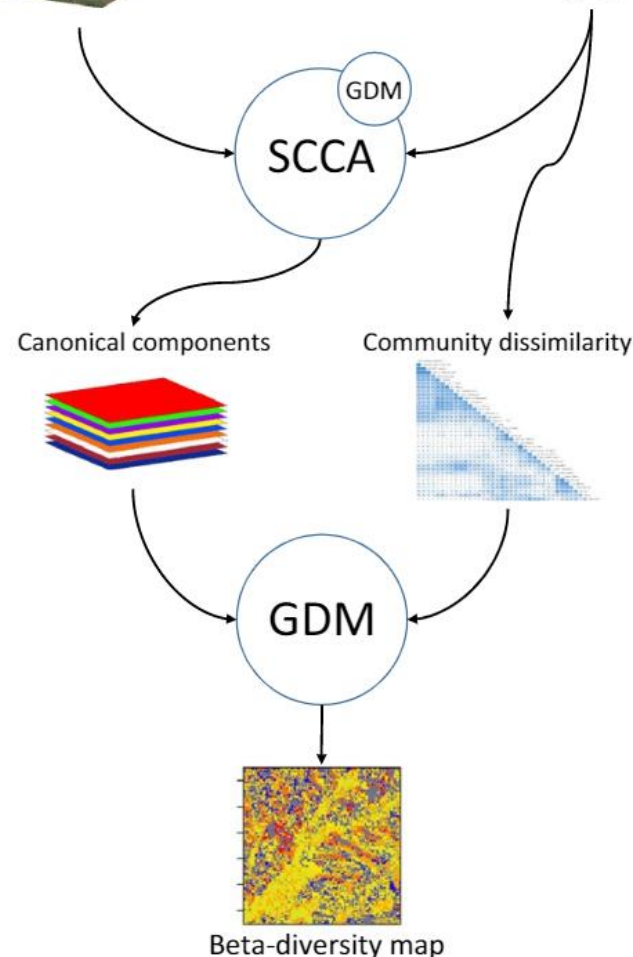 GDM
SCCA
Canonical components
Community dissimilarity
GDM
Beta-diversity map